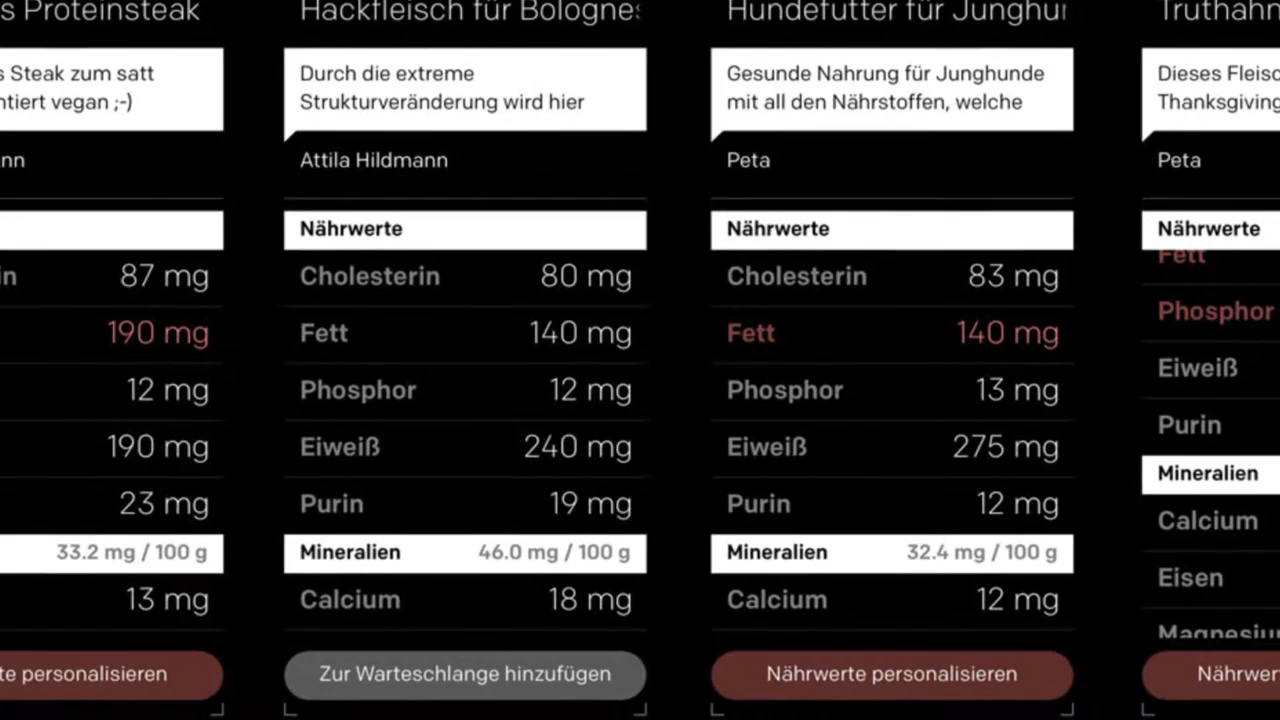 s Proteinsteak
s Steak zum satt
ntiert vegan ;-)
nn
in 87 mg
190 mg
12 mg
190 mg
23 mg
33.2 mg / 100 g
13 mg
te personalisieren
Hackfleisch für Bolognes
Durch die extreme
Strukturveränderung wird hier
Attila Hildmann
Nährwerte
Cholesterin 80 mg
Fett 140 mg
Phosphor 12 mg
Eiweiß 240 mg
Purin 19 mg
Mineralien 46.0 mg / 100 g
Calcium 18 mg
Zur Warteschlange hinzufügen
Hundefutter für Junghun
Gesunde Nahrung für Junghunde
mit all den Nährstoffen, welche
Peta
Nährwerte
Cholesterin 83 mg
Fett 140 mg
Phosphor 13 mg
Eiweiß 275 mg
Purin 12 mg
Mineralien 32.4 mg / 100 g
Calcium 12 mg
Nährwerte personalisieren
Truthahn
Dieses Fleisc
Thanksgiving
Peta
Nährwerte
Fett
Phosphor
Eiweiß
Purin
Mineralien
Calcium
Eisen
Magnesium
Nährwer